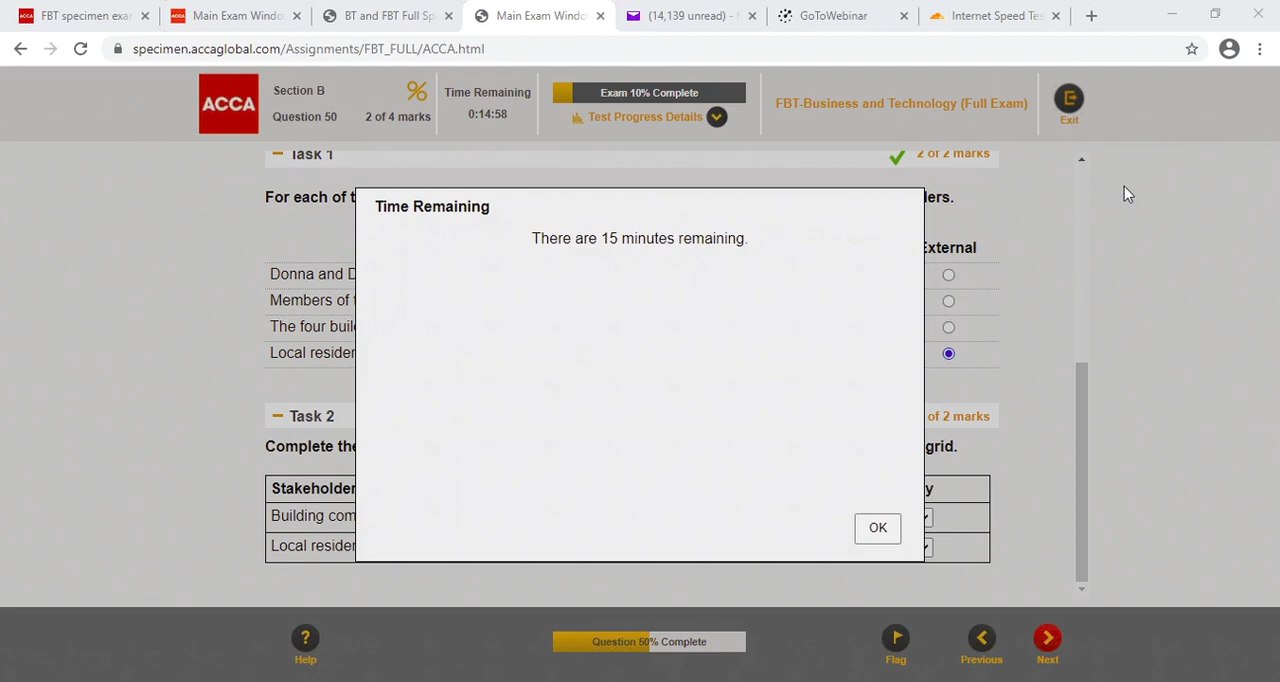 FBT specimen exar
Main Exam Windo
BT and FBT Full Sp
Main Exam Windo
(14,139 unread) - f
GoToWebinar
Internet Speed Tes
specimen.accaglobal.com/Assignments/FBT_FULL/ACCA.html
ACCA
Section B
Question 50
%
2 of 4 marks
Time Remaining
0:14:58
Exam 10% Complete
Test Progress Details
FBT-Business and Technology (Full Exam)
Exit
Task 1
2 of 2 marks
For each of t
ders.
External
Donna and D
Members of t
The four buil
Local residen
Time Remaining
There are 15 minutes remaining.
OK
Task 2
of 2 marks
Complete the
grid.
Stakeholder
y
Building com
Local residen
? Help
Question 50% Complete
Flag
Previous
Next